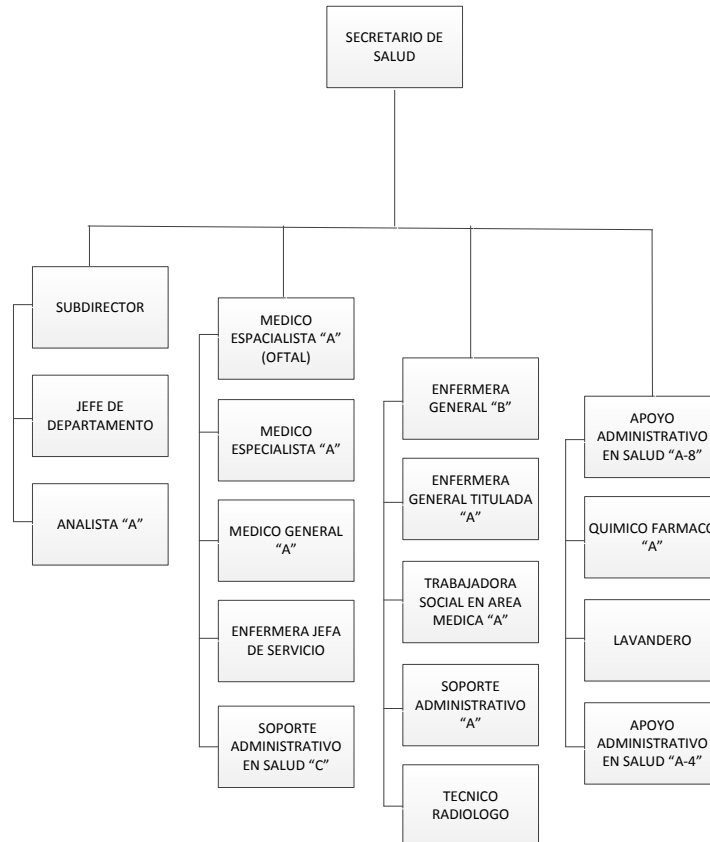 SECRETARIO DE
SALUD
SUBDIRECTOR
JEFE DE
DEPARTAMENTO
ANALISTA “A”
MEDICO
ESPACIALISTA “A”
(OFTAL)
MEDICO
ESPECIALISTA “A”
MEDICO GENERAL
“A”
ENFERMERA JEFA
DE SERVICIO
SOPORTE
ADMINISTRATIVO
EN SALUD “C”
ENFERMERA
GENERAL “B”
ENFERMERA
GENERAL TITULADA
“A”
TRABAJADORA
SOCIAL EN AREA
MEDICA “A”
SOPORTE
ADMINISTRATIVO
“A”
TECNICO
RADIOLOGO
APOYO
ADMINISTRATIVO
EN SALUD “A-8”
QUIMICO FARMACO
“A”
LAVANDERO
APOYO
ADMINISTRATIVO
EN SALUD “A-4”